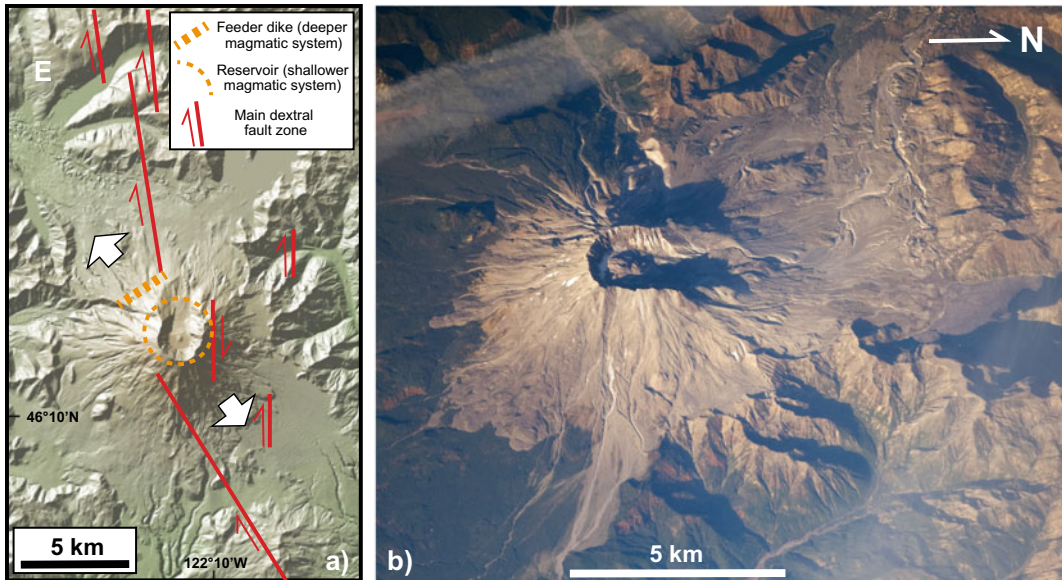 Feeder dike (deeper
magmatic system)
Reservoir (shallower
magmatic system)
Main dextral
fault zone
E
46°10'N
5 km
122°10'W
a)
N
b)
5 km